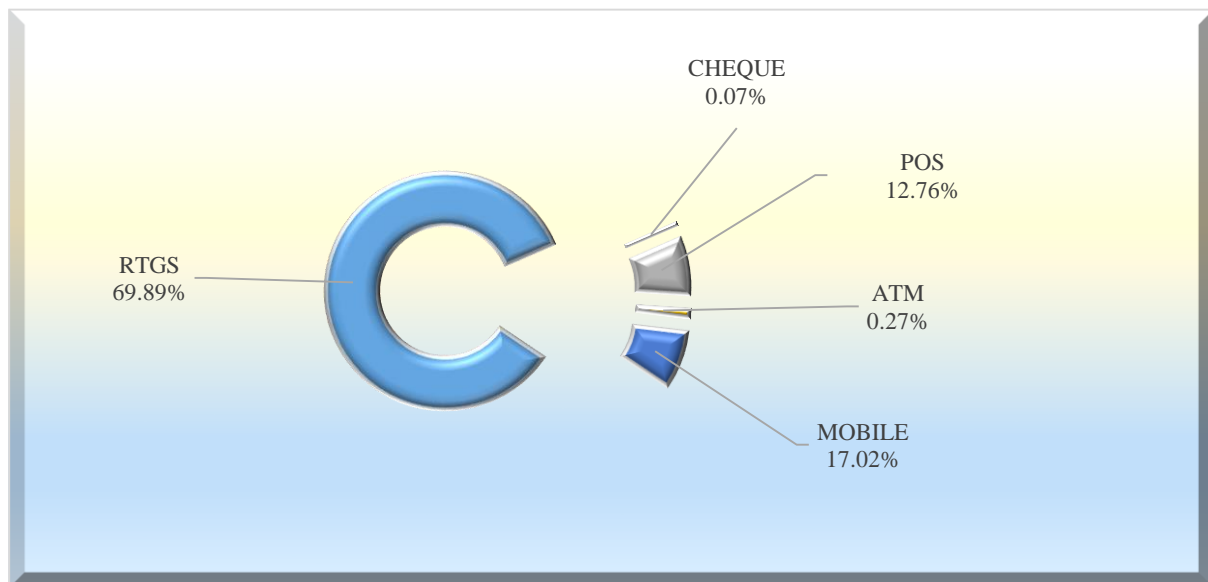 CHEQUE
0.07%
POS
12.76%
RTGS
69.89%
ATM
0.27%
MOBILE
17.02%